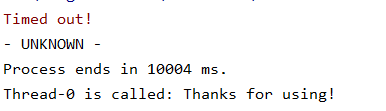 Timed out!
- UNKNOWN -
Process ends in 10004 ms.
Thread-0 is called: Thanks for using!